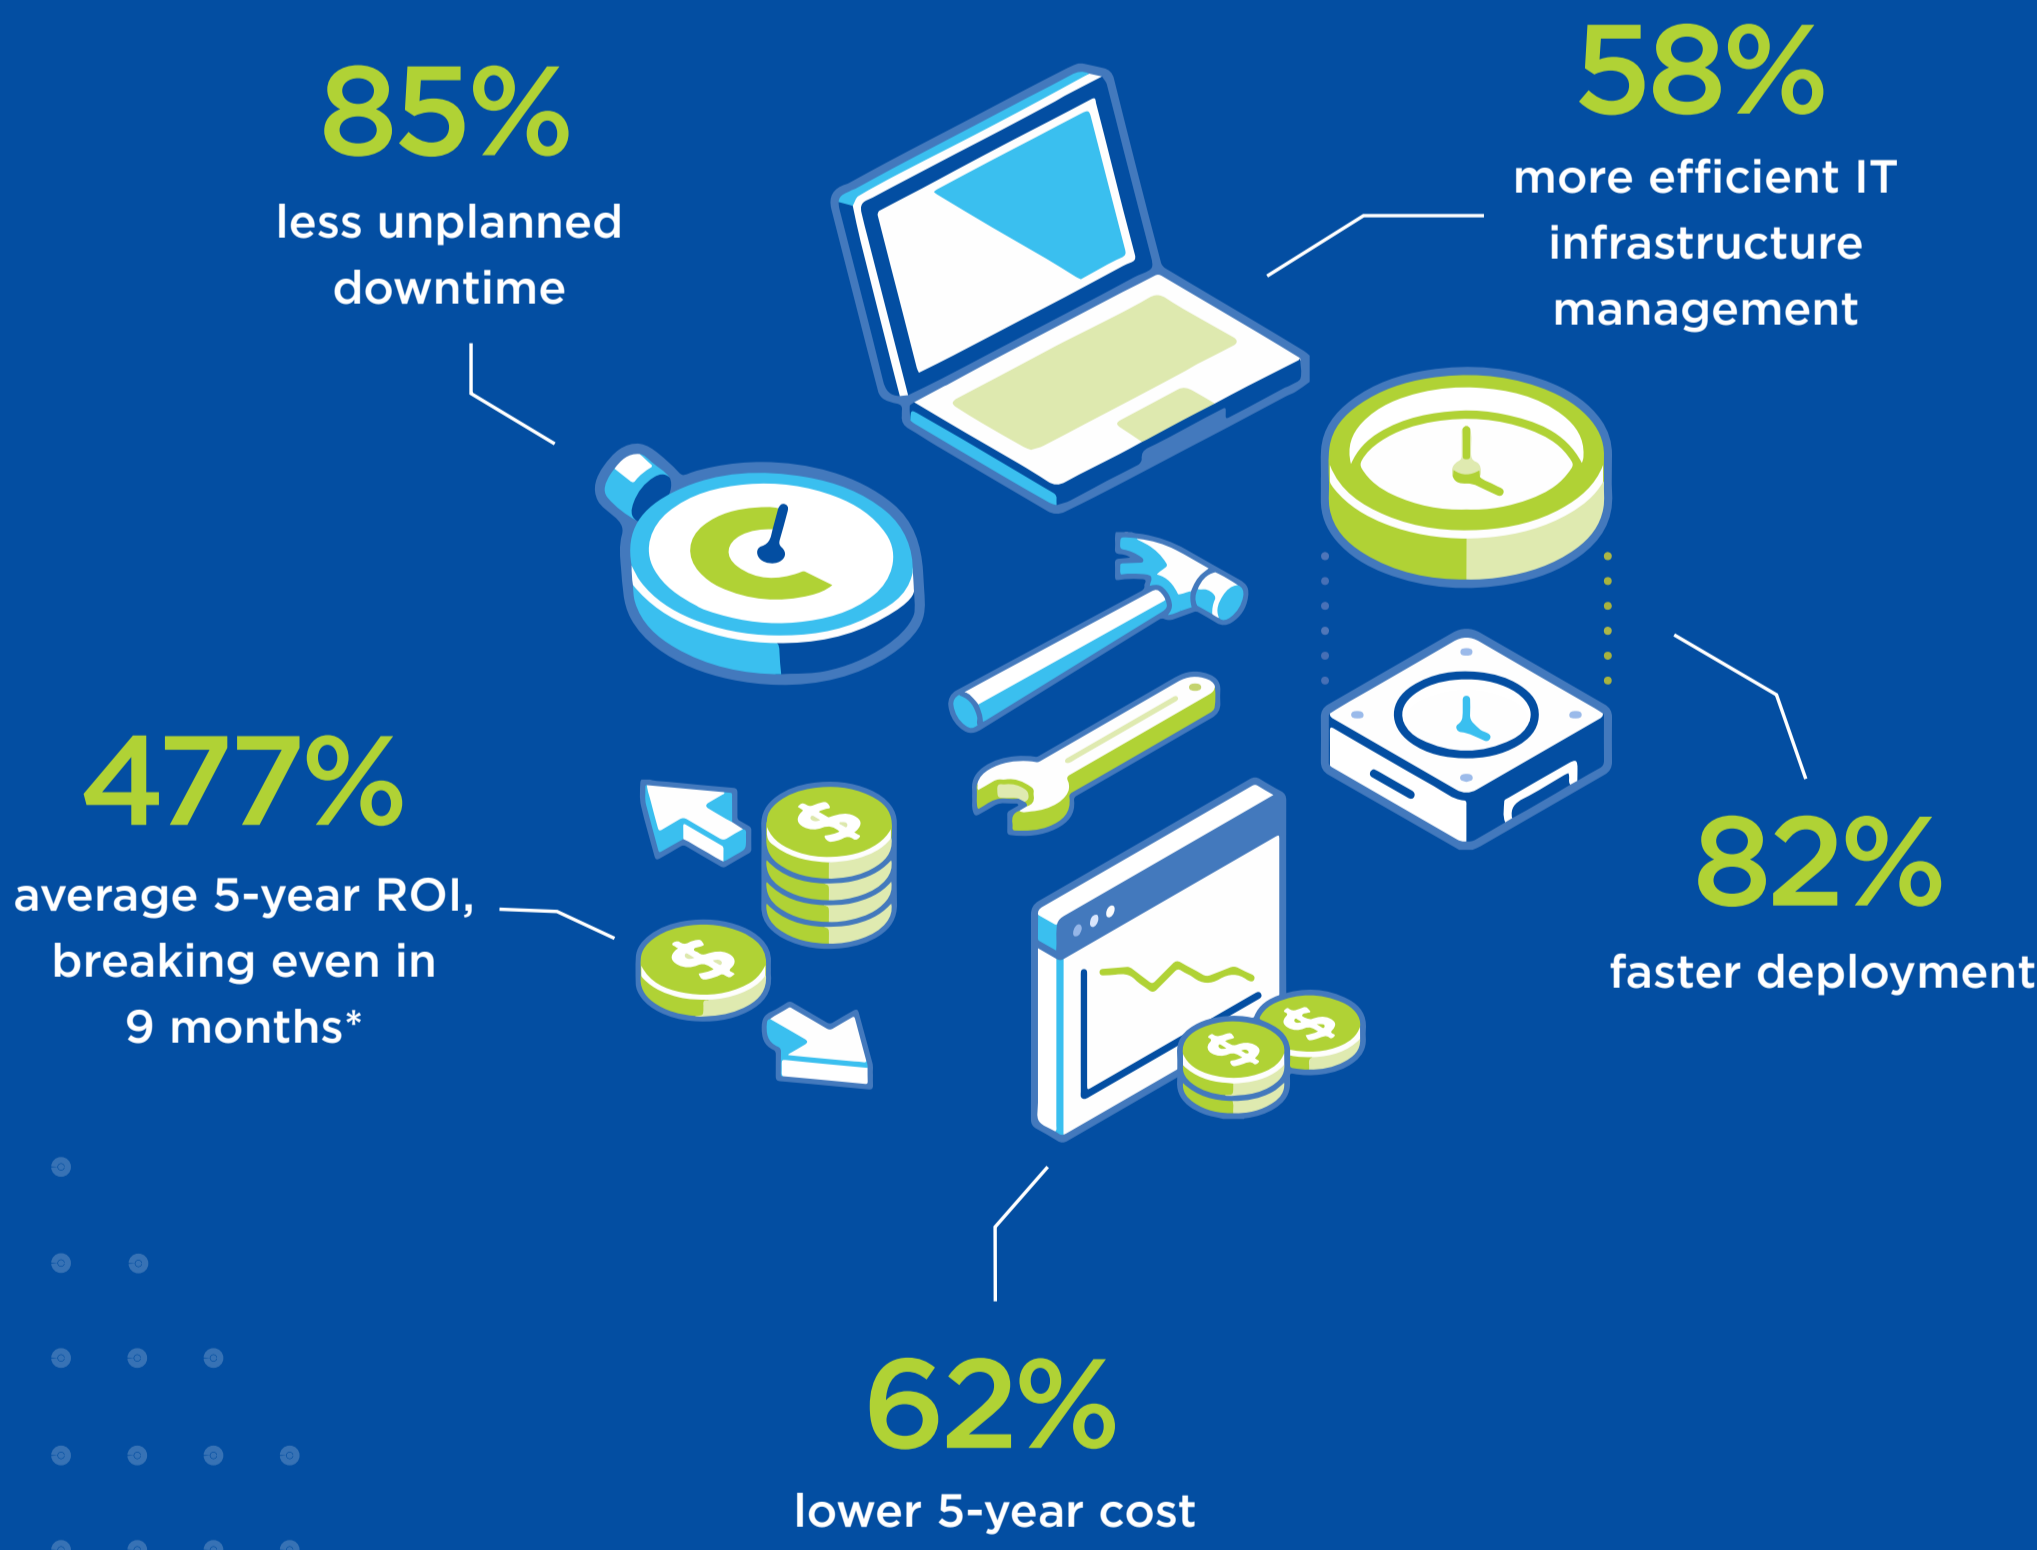 85%
less unplanned
downtime
58%
more efficient IT
infrastructure
management
477%
average 5-year ROI,
breaking even in
9 months*
82%
faster deployment
62%
lower 5-year cost